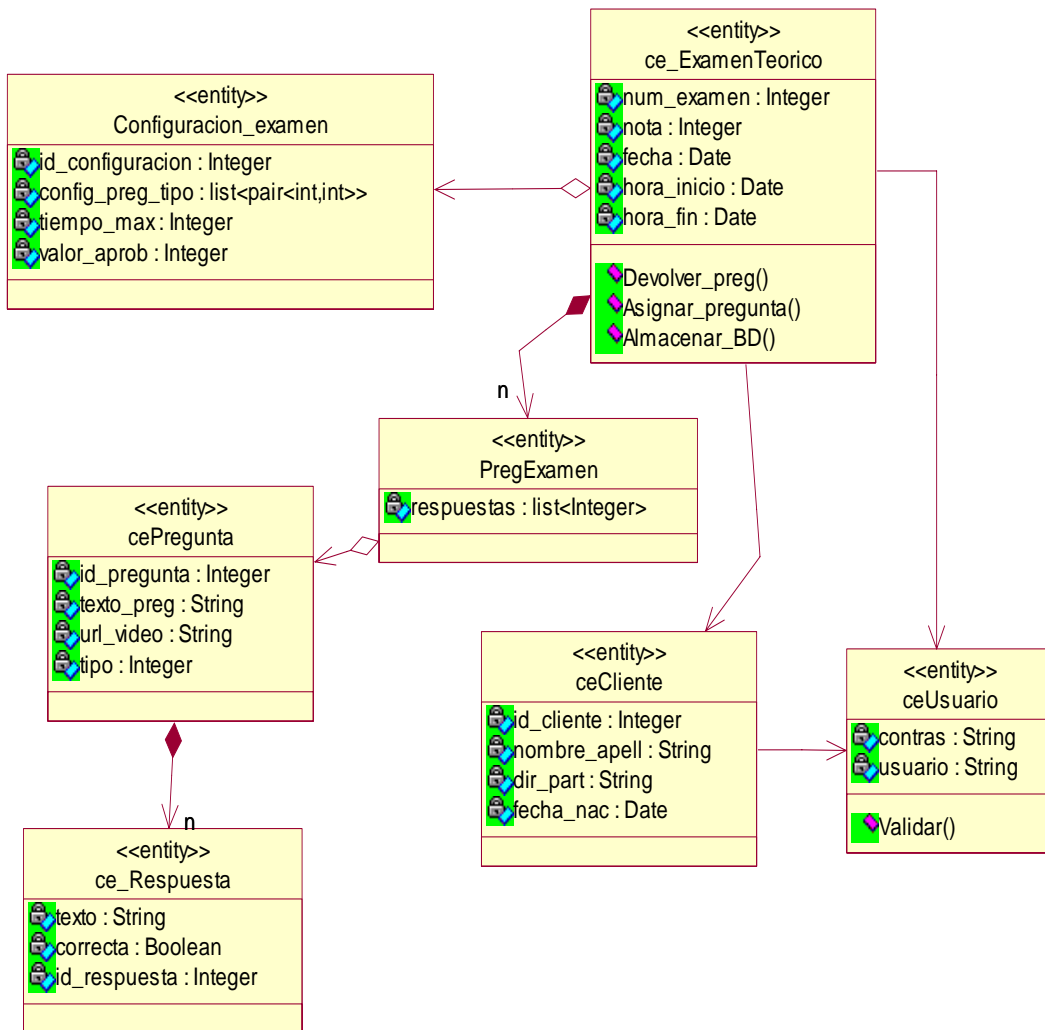 <<entity>>
ce_ExamenTeorico
num_examen : Integer
nota : Integer
fecha : Date
hora_inicio : Date
hora_fin : Date
Devolver_preg()
Asignar_pregunta()
Almacenar_BD()
<<entity>>
Configuracion_examen
id_configuracion : Integer
config_preg_tipo : list<pair<int,int>>
tiempo_max : Integer
valor_aprob : Integer
n
<<entity>>
PregExamen
respuestas : list<Integer>
<<entity>>
cePregunta
id_pregunta : Integer
texto_preg : String
url_video : String
tipo : Integer
<<entity>>
ceCliente
id_cliente : Integer
nombre_apell : String
dir_part : String
fecha_nac : Date
<<entity>>
ceUsuario
contras : String
usuario : String
Validar()
n
<<entity>>
ce_Respuesta
texto : String
correcta : Boolean
id_respuesta : Integer